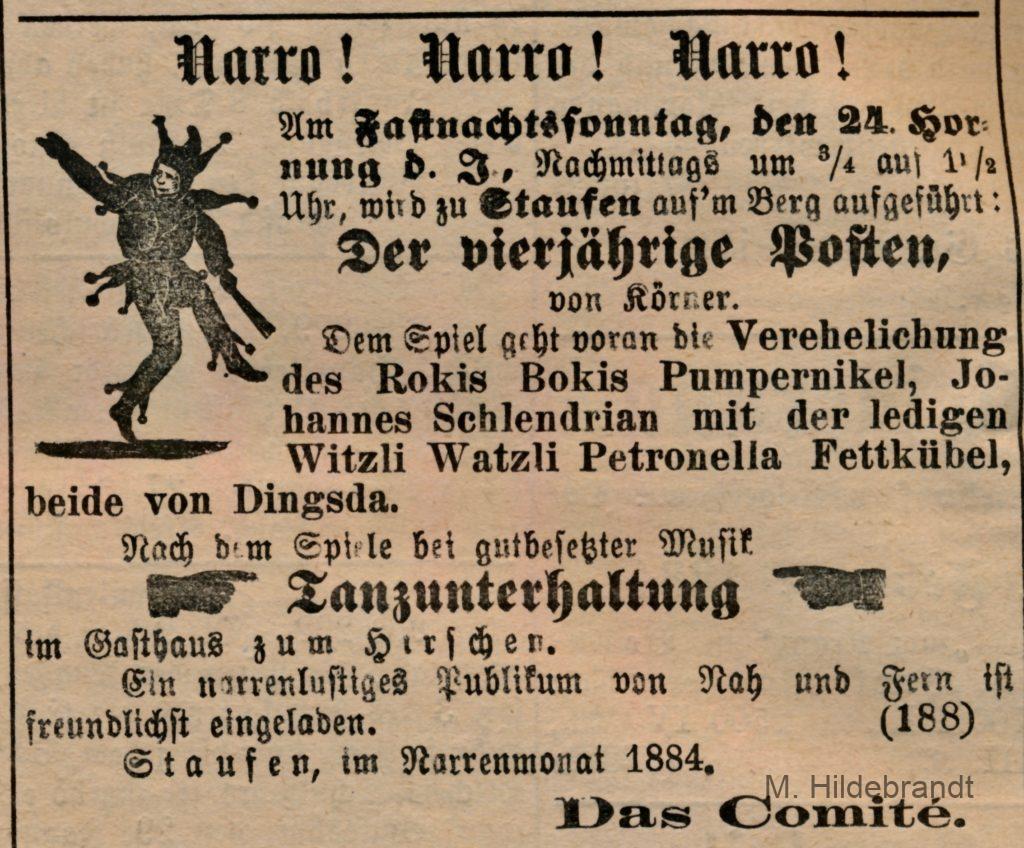 Narro! Narro! Narro!
Am Fastnachtssonntag, den 24. Hor-
nung d. J., Nachmittags um ¾ auf 1½
Uhr, wird zu Staufen auf'm Berg aufgeführt:
Der vierjährige Posten,
von Körner.
Dem Spiel geht voran die Verehelichung
des Rokis Bokis Pumpernikel, Jo-
hannes Schlendrian mit der ledigen
Witzli Watzli Petronella Fettkübel,
beide von Dingsda.
Nach dem Spiele bei gutbesetzter Musik
Tanzunterhaltung
im Gasthaus zum Hirschen.
Ein narrenlustiges Publikum von Nah und Fern ist
freundlichst eingeladen. (188)
Staufen, im Narrenmonat 1884.
M. Hildebrandt
Das Comité.